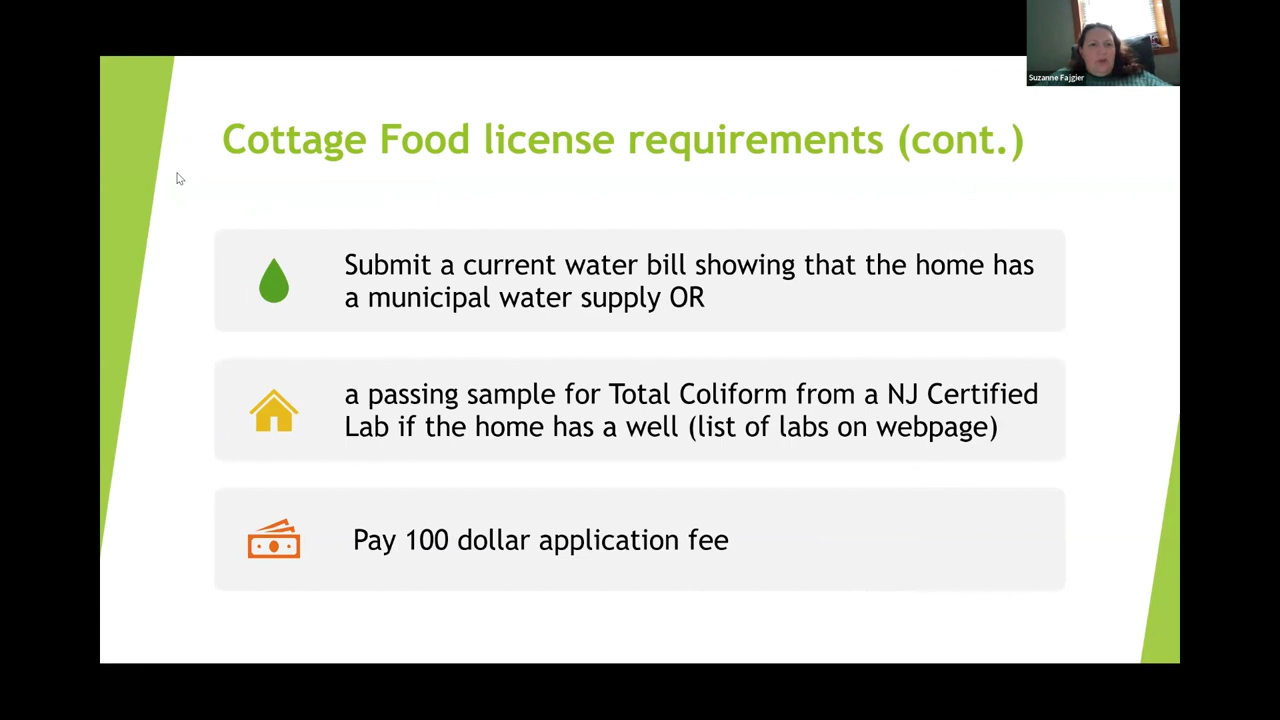 Suzanne Fajgier
Cottage Food license requirements (cont.)
Submit a current water bill showing that the home has
a municipal water supply OR
a passing sample for Total Coliform from a NJ Certified
Lab if the home has a well (list of labs on webpage)
Pay 100 dollar application fee